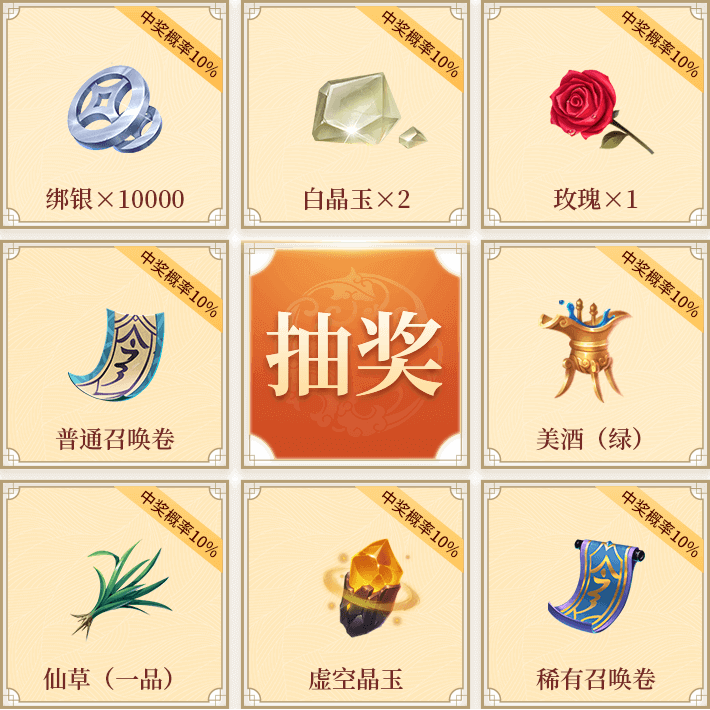 中奖概率10%
绑银×10000
中奖概率10%
白晶玉×2
中奖概率10%
玫瑰×1
中奖概率10%
普通召唤卷
抽奖
中奖概率10%
美酒（绿）
中奖概率10%
仙草（一品）
中奖概率10%
虚空晶玉
中奖概率10%
稀有召唤卷